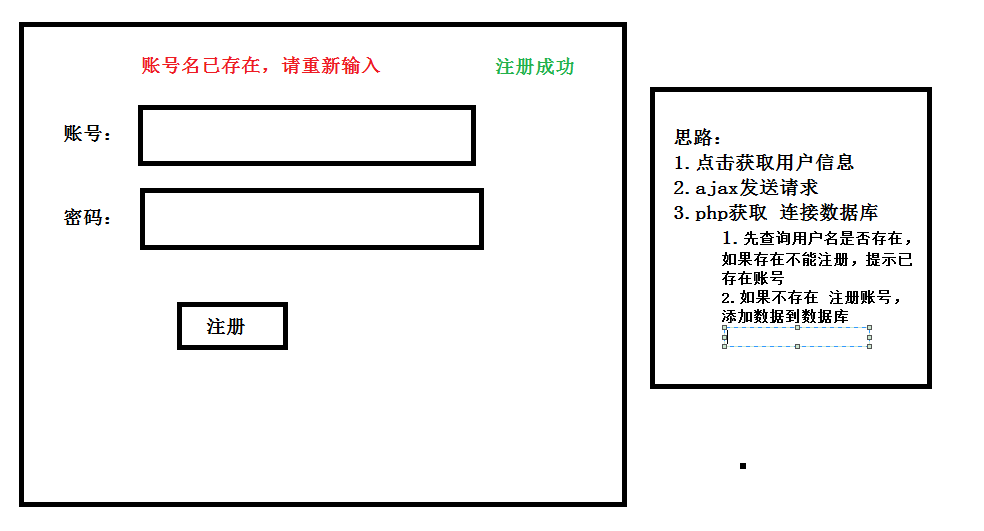 账号名已存在，请重新输入
注册成功
账号：
密码：
注册
思路：
1.点击获取用户信息
2.ajax发送请求
3.php获取 连接数据库
1.先查询用户名是否存在，
如果存在不能注册，提示已
存在账号
2.如果不存在 注册账号，
添加数据到数据库